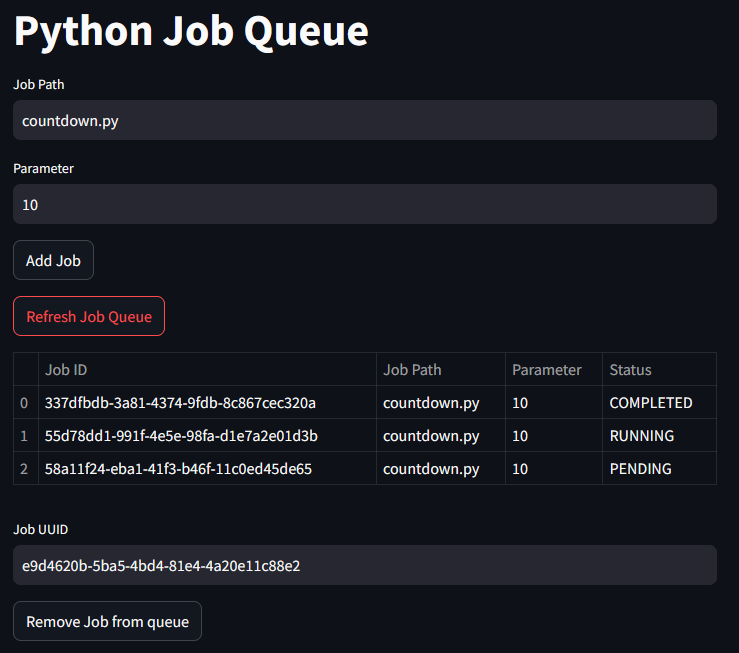 Python Job Queue
Job Path
countdown.py
Parameter
10
Add Job
Refresh Job Queue
Job ID Job Path Parameter Status
0 337dfbdb-3a81-4374-9fdb-8c867cec320a countdown.py 10 COMPLETED
1 55d78dd1-991f-4e5e-98fa-d1e7a2e01d3b countdown.py 10 RUNNING
2 58a11f24-eba1-41f3-b46f-11c0ed45de65 countdown.py 10 PENDING
Job UUID
e9d4620b-5ba5-4bd4-81e4-4a20e11c88e2
Remove Job from queue